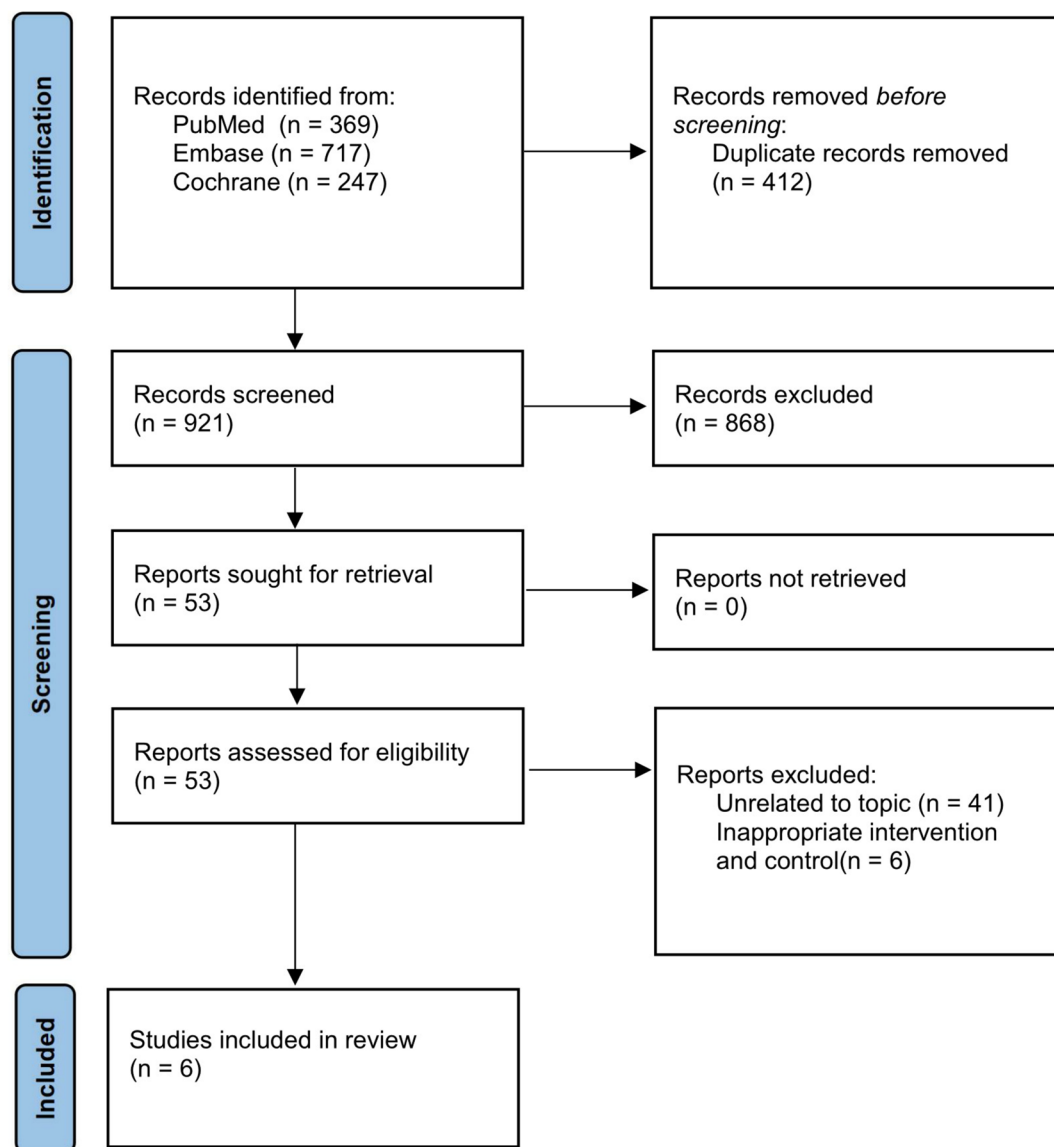 Identification
Records identified from:
PubMed (n = 369)
Embase (n = 717)
Cochrane (n = 247)
Records removed before
screening:
Duplicate records removed
(n = 412)
Screening
Records screened
(n = 921)
Records excluded
(n = 868)
Reports sought for retrieval
(n = 53)
Reports not retrieved
(n = 0)
Reports assessed for eligibility
(n = 53)
Reports excluded:
Unrelated to topic (n = 41)
Inappropriate intervention
and control(n = 6)
Included
Studies included in review
(n = 6)